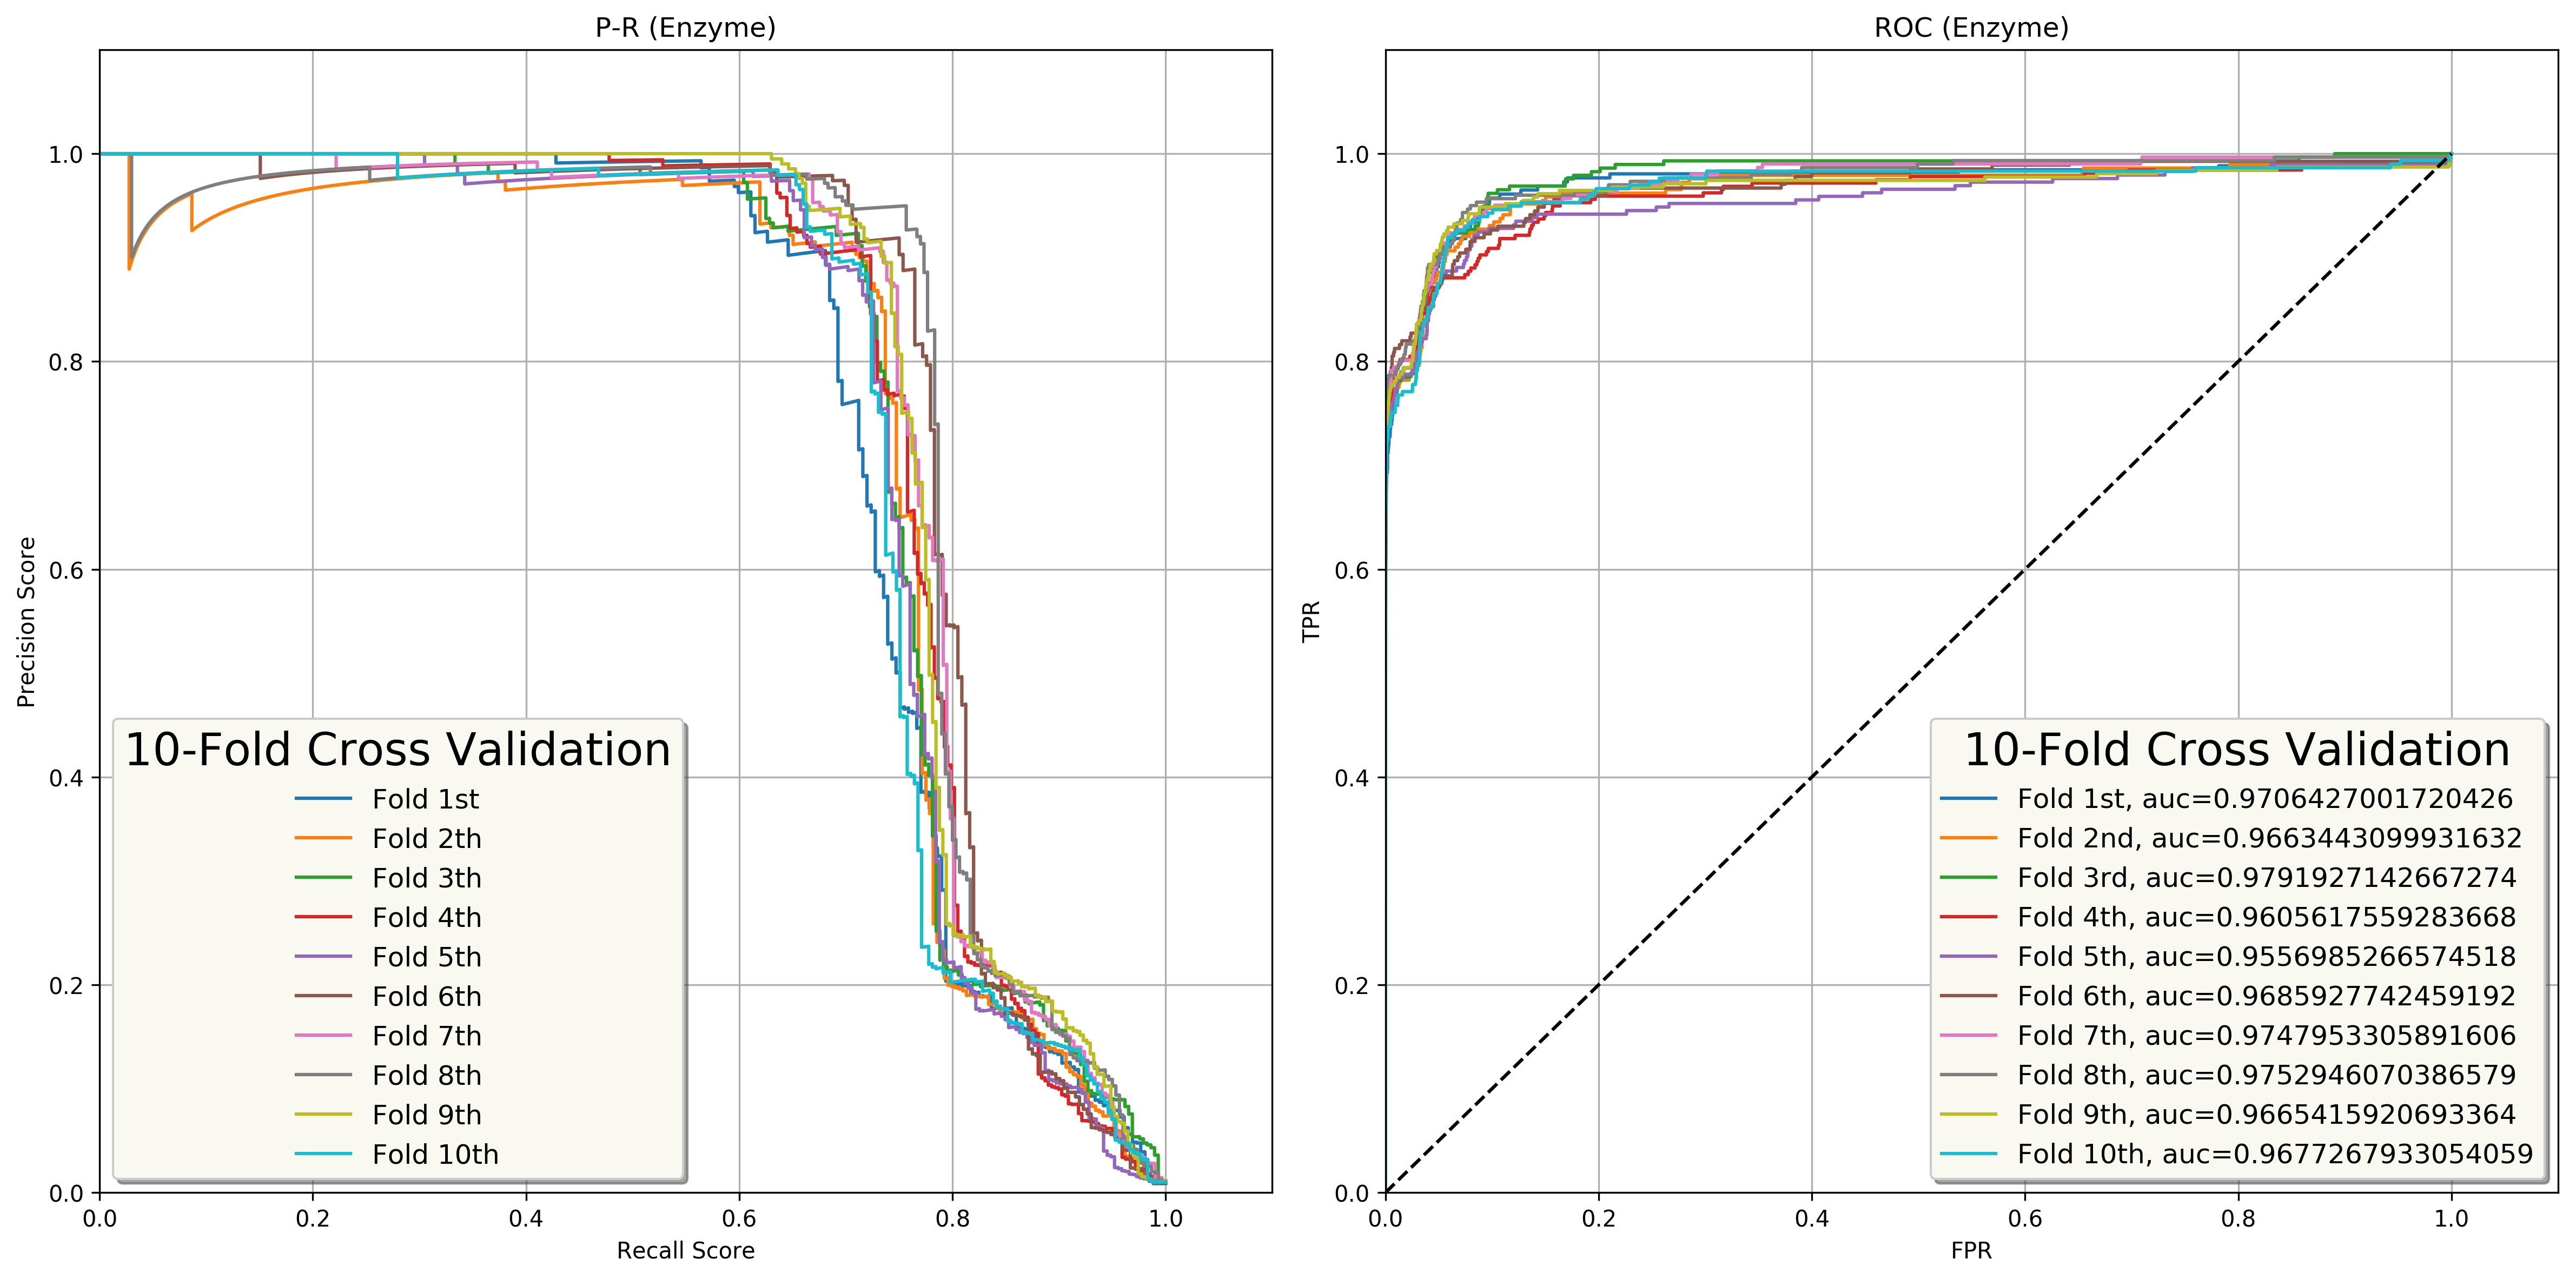 P-R (Enzyme)
1.0
0.8
0.6
0.4
0.2
0.0
Precision Score
10-Fold Cross Validation
Fold 1st
Fold 2th
Fold 3th
Fold 4th
Fold 5th
Fold 6th
Fold 7th
Fold 8th
Fold 9th
Fold 10th
0.0 0.2 0.4 0.6 0.8 1.0
Recall Score
ROC (Enzyme)
1.0
0.8
0.6
0.4
0.2
0.0
TPR
10-Fold Cross Validation
Fold 1st, auc=0.9706427001720426
Fold 2nd, auc=0.9663443099931632
Fold 3rd, auc=0.9791927142667274
Fold 4th, auc=0.9605617559283668
Fold 5th, auc=0.9556985266574518
Fold 6th, auc=0.9685927742459192
Fold 7th, auc=0.9747953305891606
Fold 8th, auc=0.9752946070386579
Fold 9th, auc=0.9665415920693364
Fold 10th, auc=0.9677267933054059
0.0 0.2 0.4 0.6 0.8 1.0
FPR